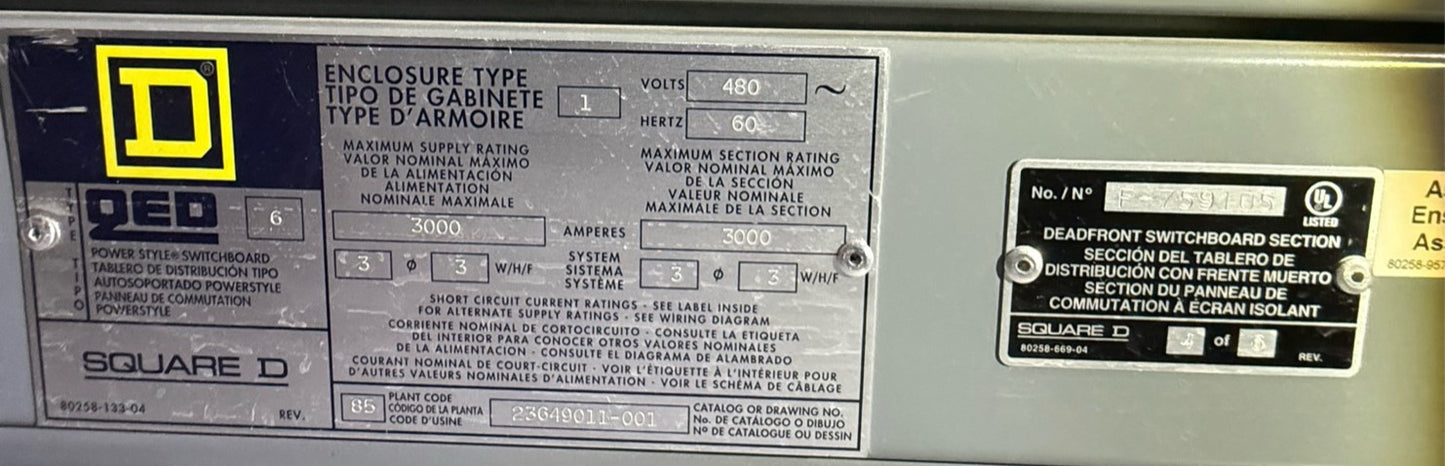 D®
TYPE
TIPO
QED 6
POWER STYLE® SWITCHBOARD
TABLERO DE DISTRIBUCIÓN TIPO
AUTOSOPORTADO POWERSTYLE
PANNEAU DE COMMUTATION
POWERSTYLE
SQUARE D
80258-133-04 REV.
ENCLOSURE TYPE
TIPO DE GABINETE
TYPE D'ARMOIRE
1
VOLTS 480 ~
HERTZ 60
MAXIMUM SUPPLY RATING
VALOR NOMINAL MÁXIMO
DE LA ALIMENTACIÓN
ALIMENTATION
NOMINALE MAXIMALE
MAXIMUM SECTION RATING
VALOR NOMINAL MÁXIMO
DE LA SECCIÓN
VALEUR NOMINALE
MAXIMALE DE LA SECTION
3000 AMPERES 3000
3 ø 3 W/H/F
SYSTEM
SISTEMA
SYSTÈME
3 ø 3 W/H/F
SHORT CIRCUIT CURRENT RATINGS - SEE LABEL INSIDE
FOR ALTERNATE SUPPLY RATINGS - SEE WIRING DIAGRAM
CORRIENTE NOMINAL DE CORTOCIRCUITO - CONSULTE LA ETIQUETA
DEL INTERIOR PARA CONOCER OTROS VALORES NOMINALES
DE LA ALIMENTACION - CONSULTE EL DIAGRAMA DE ALAMBRADO
COURANT NOMINAL DE COURT-CIRCUIT - VOIR L'ÉTIQUETTE À L'INTÉRIEUR POUR
D'AUTRES VALEURS NOMINALES D'ALIMENTATION - VOIR LE SCHÉMA DE CÂBLAGE
85
PLANT CODE
CÓDIGO DE LA PLANTA
CODE D'USINE
23649011-001
CATALOG OR DRAWING NO.
No. DE CATÁLOGO O DIBUJO
Nº DE CATALOGUE OU DESSIN
No. / Nº
UL
LISTED
DEADFRONT SWITCHBOARD SECTION
SECCIÓN DEL TABLERO DE
DISTRIBUCIÓN CON FRENTE MUERTO
SECTION DU PANNEAU DE
COMMUTATION À ÉCRAN ISOLANT
SQUARE D
80258-669-04
of
REV.
A
Ens
As
80258-957